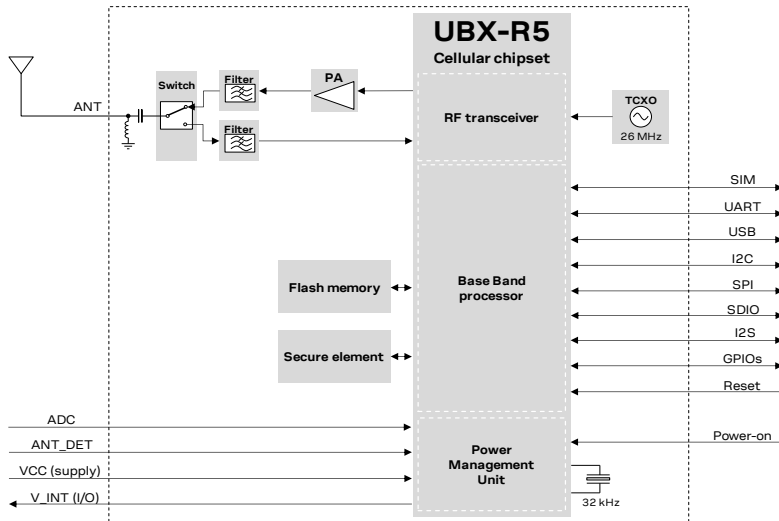 UBX-R5
Cellular chipset
Switch
Filter
PA
ANT
Filter
RF transceiver
TCXO
26 MHz
SIM
UART
USB
I2C
SPI
SDIO
I2S
GPIOs
Reset
Flash memory
Base Band
processor
Secure element
ADC
ANT_DET
VCC (supply)
V_INT (I/O)
Power
Management
Unit
Power-on
32 kHz